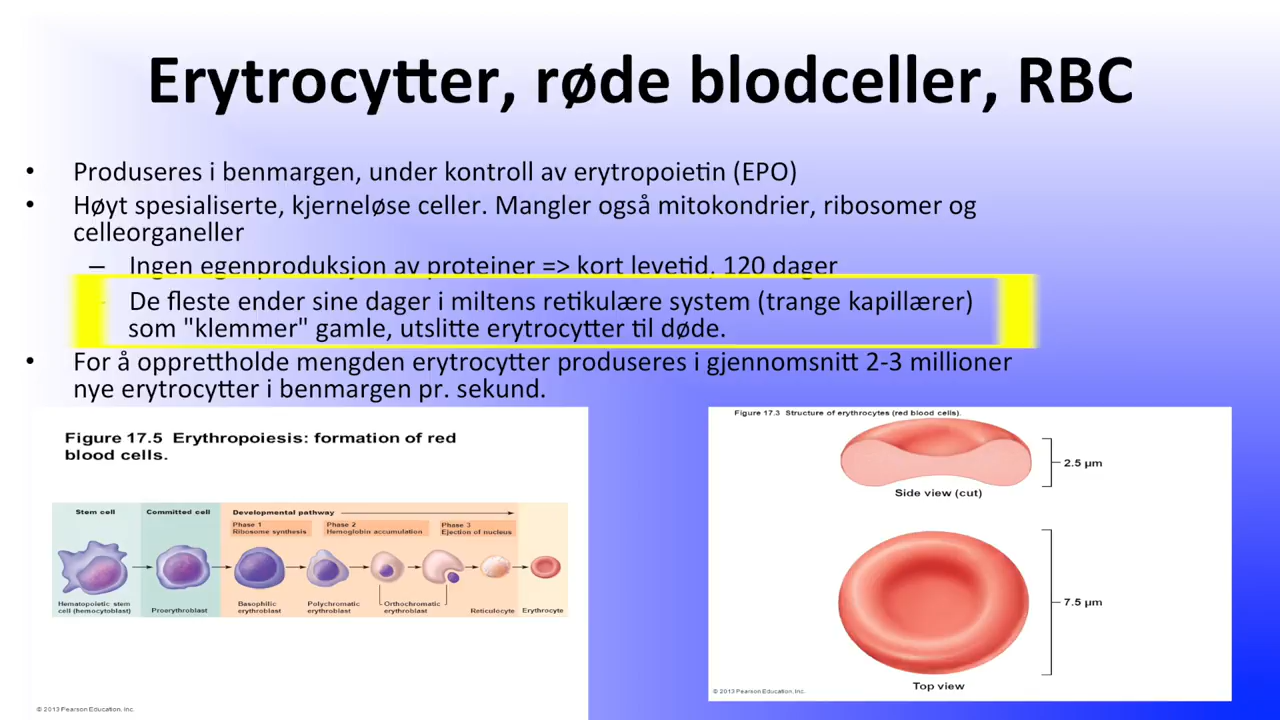 Erytrocytter, røde blodceller, RBC
• Produseres i benmargen, under kontroll av erytropoietin (EPO)
• Høyt spesialiserte, kjerneløse celler. Mangler også mitokondrier, ribosomer og
celleorganeller
– Ingen egenproduksjon av proteiner => kort levetid, 120 dager
- De fleste ender sine dager i miltens retikulære system (trange kapillærer)
som "klemmer" gamle, utslitte erytrocytter til døde.
• For å opprettholde mengden erytrocytter produseres i gjennomsnitt 2-3 millioner
nye erytrocytter i benmargen pr. sekund.
Figure 17.5 Erythropoiesis: formation of red
blood cells.
Stem cell
Committed cell
Developmental pathway
Phase 1
Ribosome synthesis
Phase 2
Hemoglobin accumulation
Phase 3
Ejection of nucleus
Hematopoietic stem
cell (hemocytoblast)
Proerythroblast
Basophilic
erythroblast
Polychromatic
erythroblast
Orthochromatic
erythroblast
Reticulocyte
Erythrocyte
© 2013 Pearson Education, Inc.
Figure 17.3 Structure of erythrocytes (red blood cells).
2.5 µm
Side view (cut)
7.5 µm
Top view
© 2013 Pearson Education, Inc.